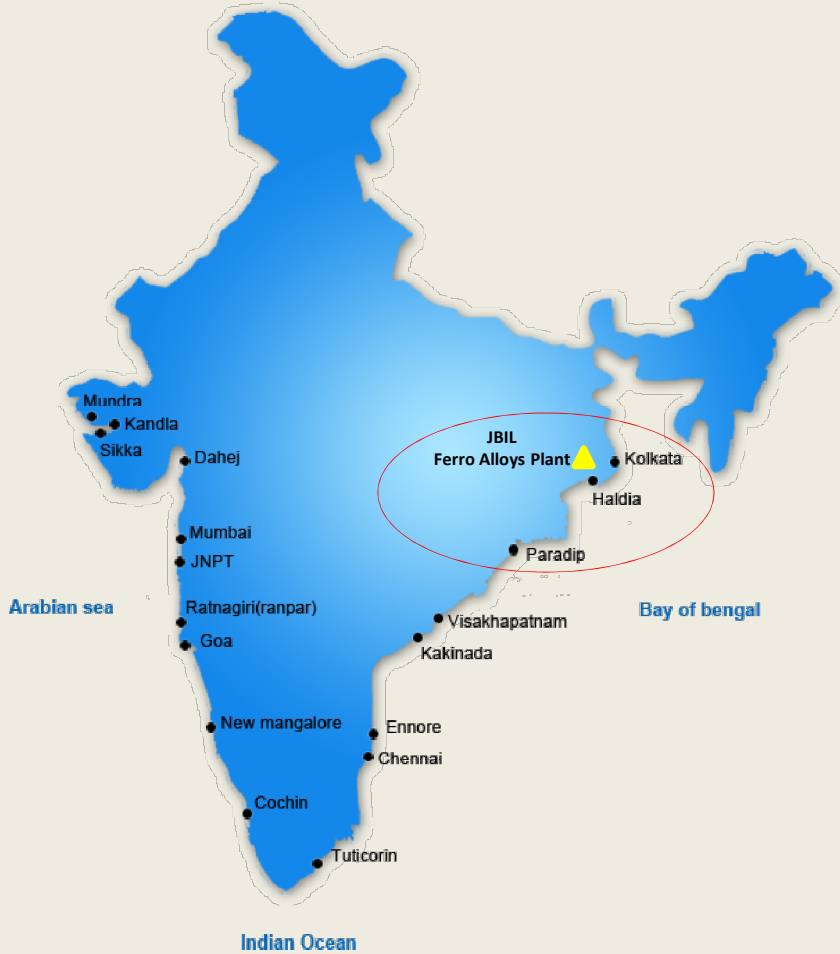 Mundra
Kandla
Sikka
Dahej
JBIL
Ferro Alloys Plant
Kolkata
Haldia
Mumbai
JNPT
Paradip
Arabian sea
Ratnagiri(ranpar)
Bay of bengal
Visakhapatnam
Goa
Kakinada
New mangalore
Ennore
Chennai
Cochin
Tuticorin
Indian Ocean